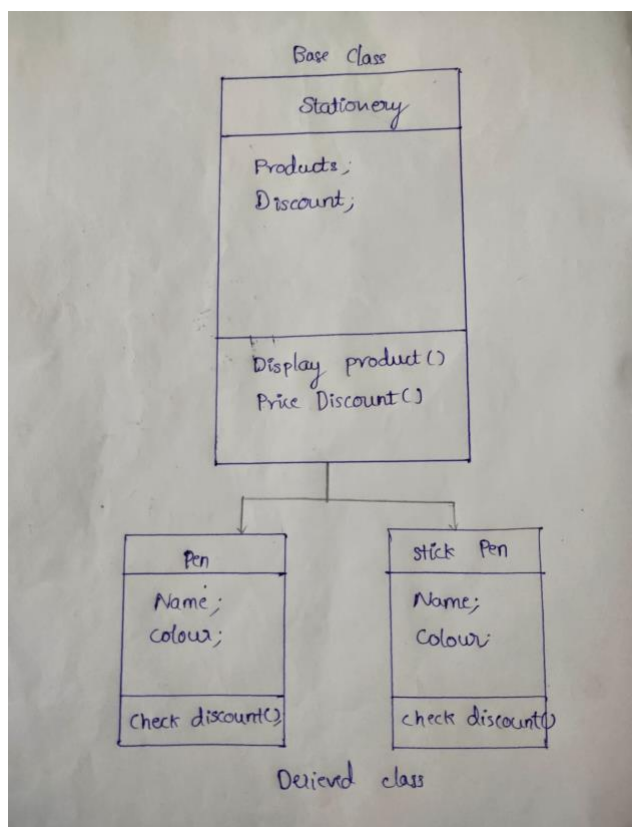 Base Class
Stationery
Products;
Discount;
Display product()
Price Discount()
Pen
Name;
Colour;
Check discount()
stick Pen
Name;
Colour;
check discount()
Derieved class